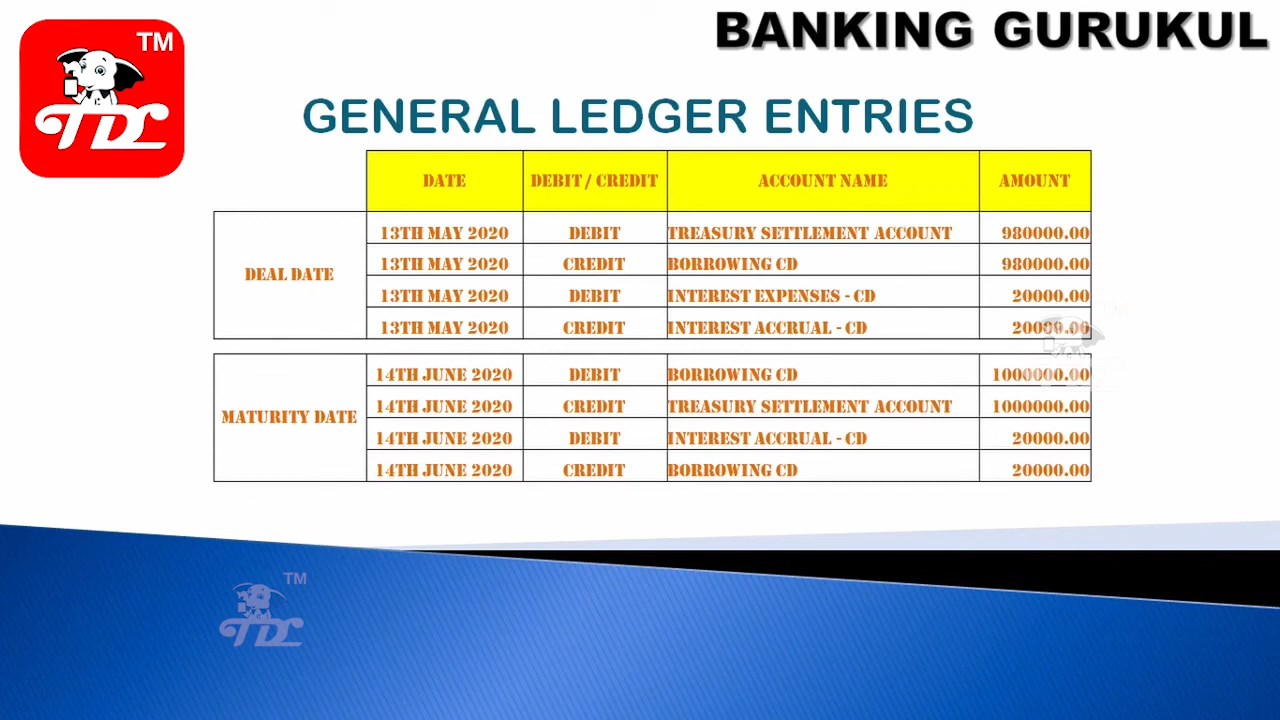 BANKING GURUKUL
TM
TDC
GENERAL LEDGER ENTRIES
DATE DEBIT / CREDIT ACCOUNT NAME AMOUNT
DEAL DATE
13TH MAY 2020 DEBIT TREASURY SETTLEMENT ACCOUNT 980000.00
13TH MAY 2020 CREDIT BORROWING CD 980000.00
13TH MAY 2020 DEBIT INTEREST EXPENSES - CD 20000.00
13TH MAY 2020 CREDIT INTEREST ACCRUAL - CD 20000.00
MATURITY DATE
14TH JUNE 2020 DEBIT BORROWING CD 1000000.00
14TH JUNE 2020 CREDIT TREASURY SETTLEMENT ACCOUNT 1000000.00
14TH JUNE 2020 DEBIT INTEREST ACCRUAL - CD 20000.00
14TH JUNE 2020 CREDIT BORROWING CD 20000.00
TM
TDC